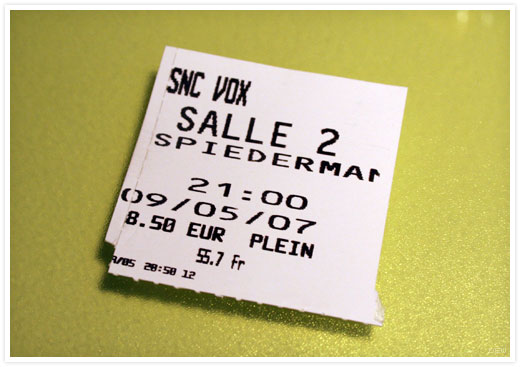 SNC VOX
SALLE 2
SPIEDERMAN
21:00
09/05/07
8.50 EUR PLEIN
55.7 Fr
9/05 20:50 12